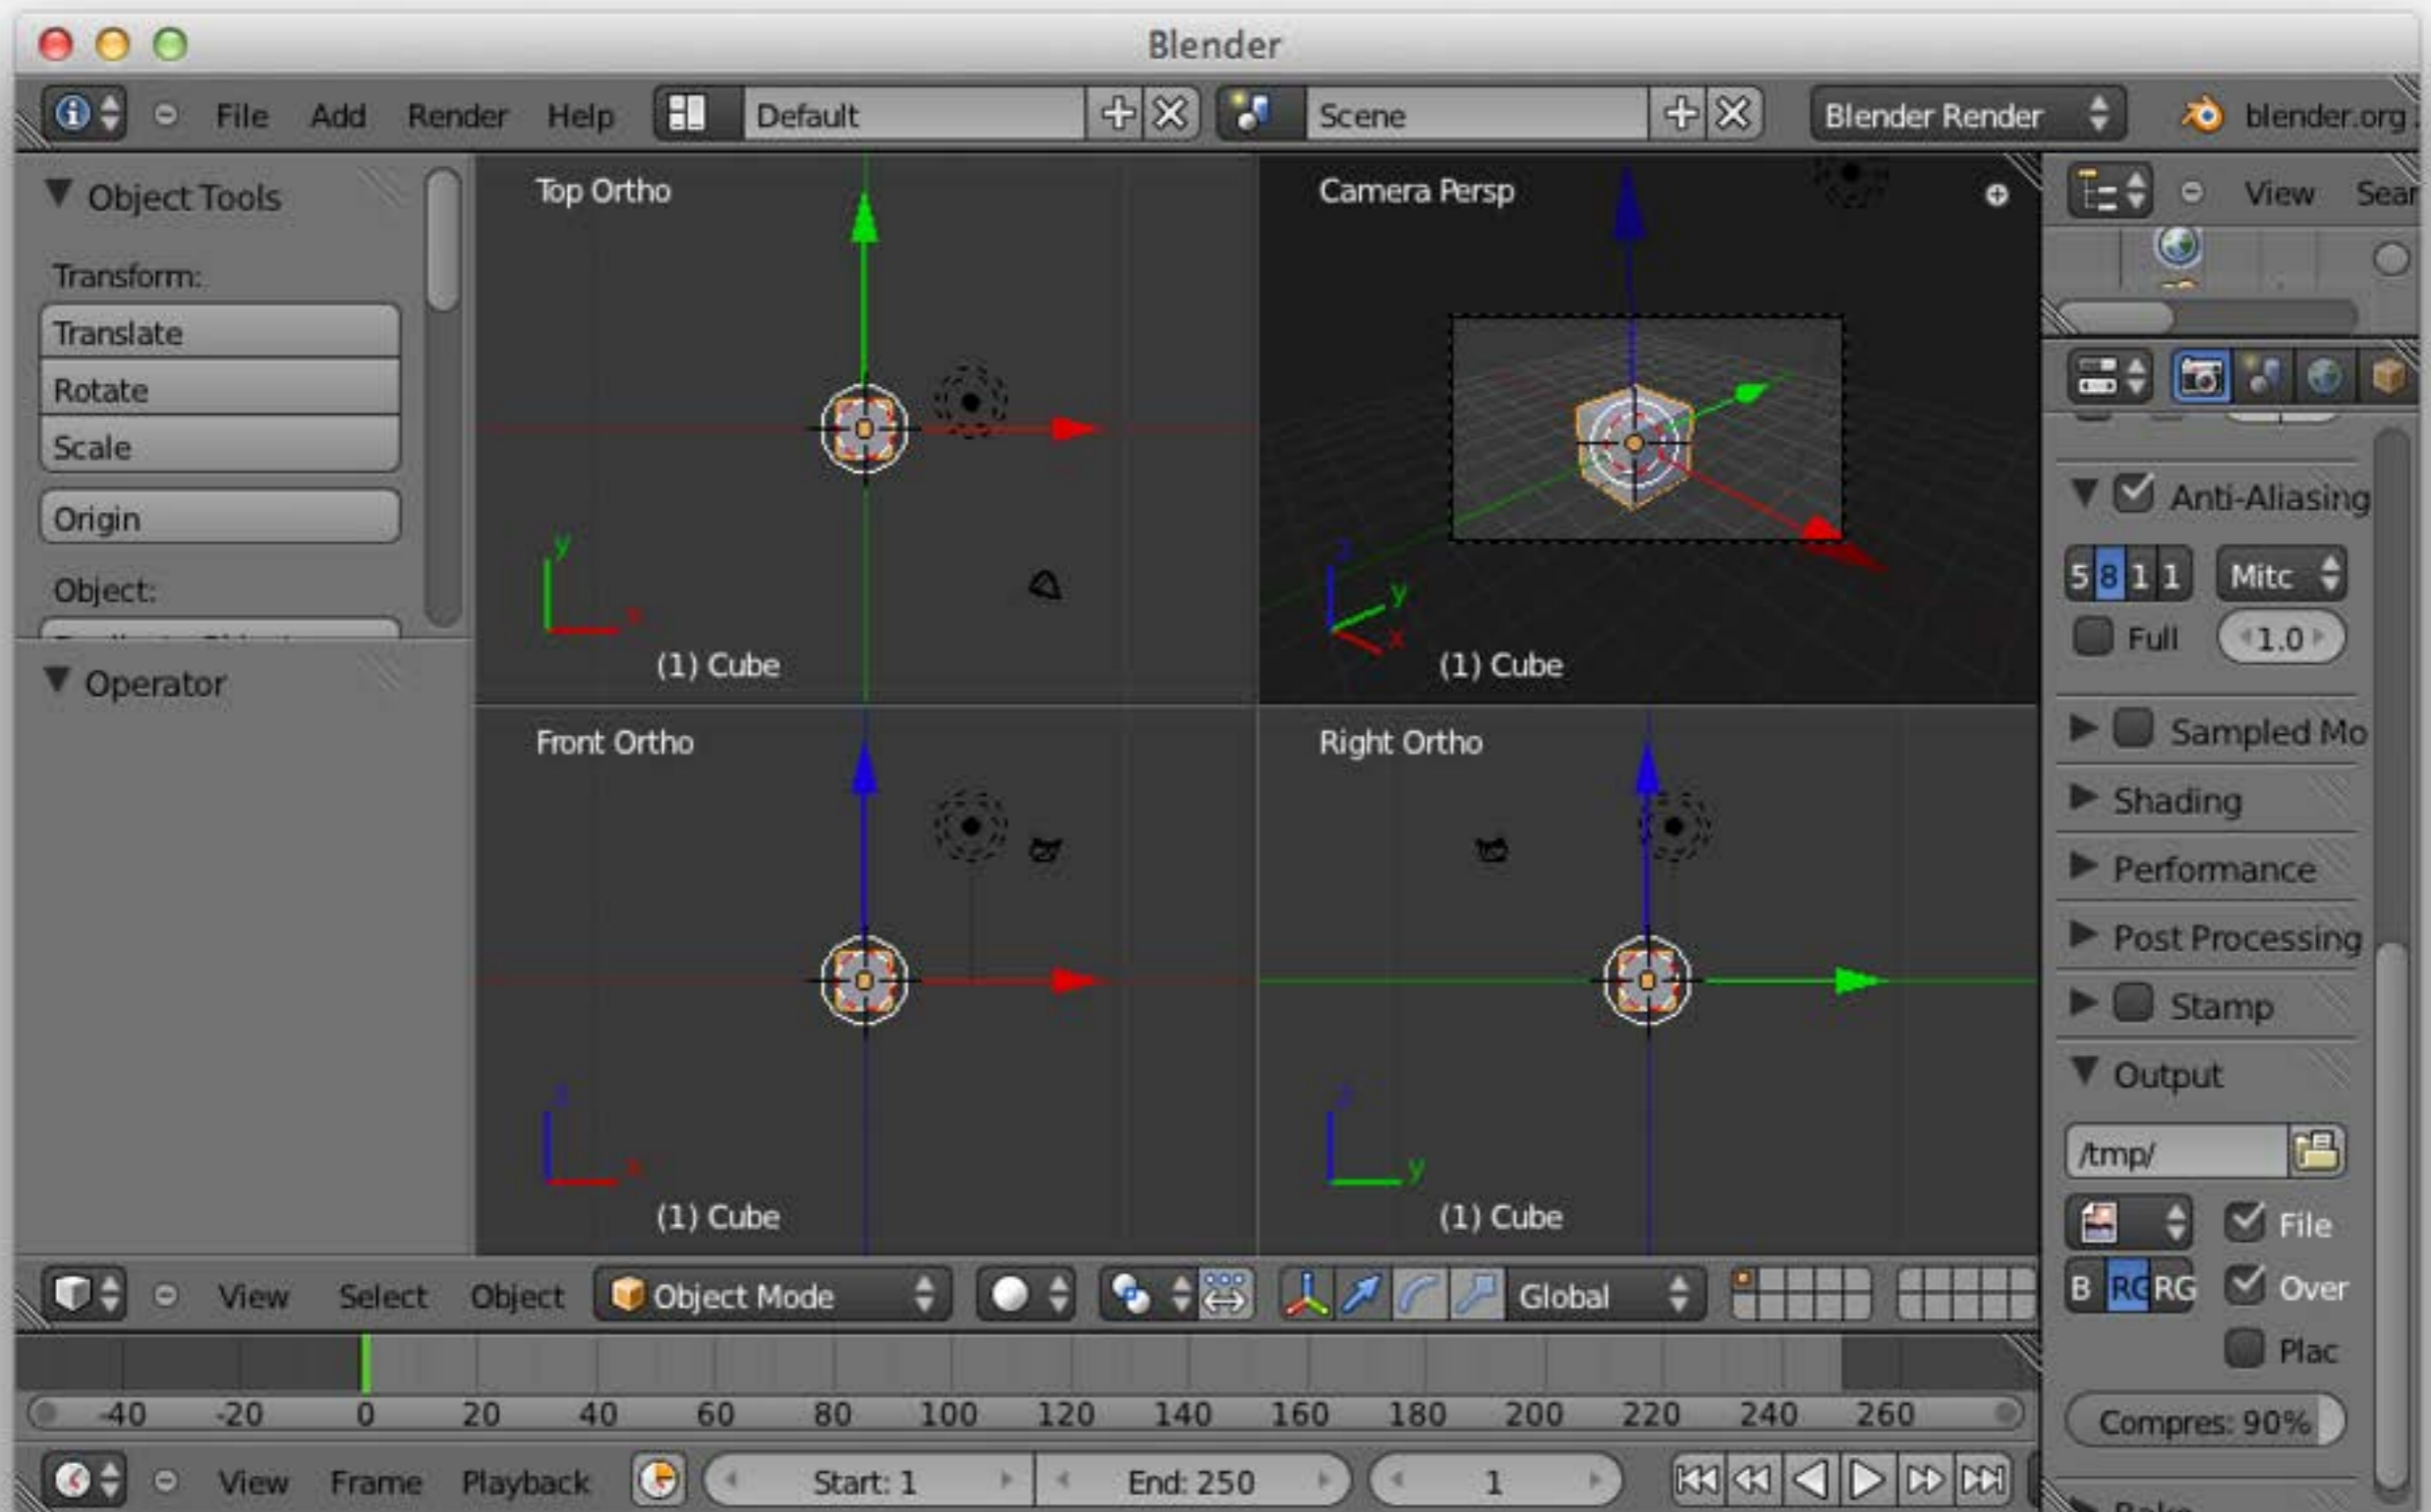 Blender
File Add Render Help Default Scene Blender Render blender.org
Object Tools
Transform:
Translate
Rotate
Scale
Origin
Object:
Operator
Top Ortho
y
x
(1) Cube
Camera Persp
z
y
x
(1) Cube
Front Ortho
z
x
(1) Cube
Right Ortho
z
y
(1) Cube
View Select Object Object Mode Global
-40 -20 0 20 40 60 80 100 120 140 160 180 200 220 240 260
View Frame Playback Start: 1 End: 250 1
View Sear
Anti-Aliasing
5 8 1 1 Mitc
Full 1.0
Sampled Mo
Shading
Performance
Post Processing
Stamp
Output
/tmp/
File
B RG RG Over
Plac
Compres: 90%